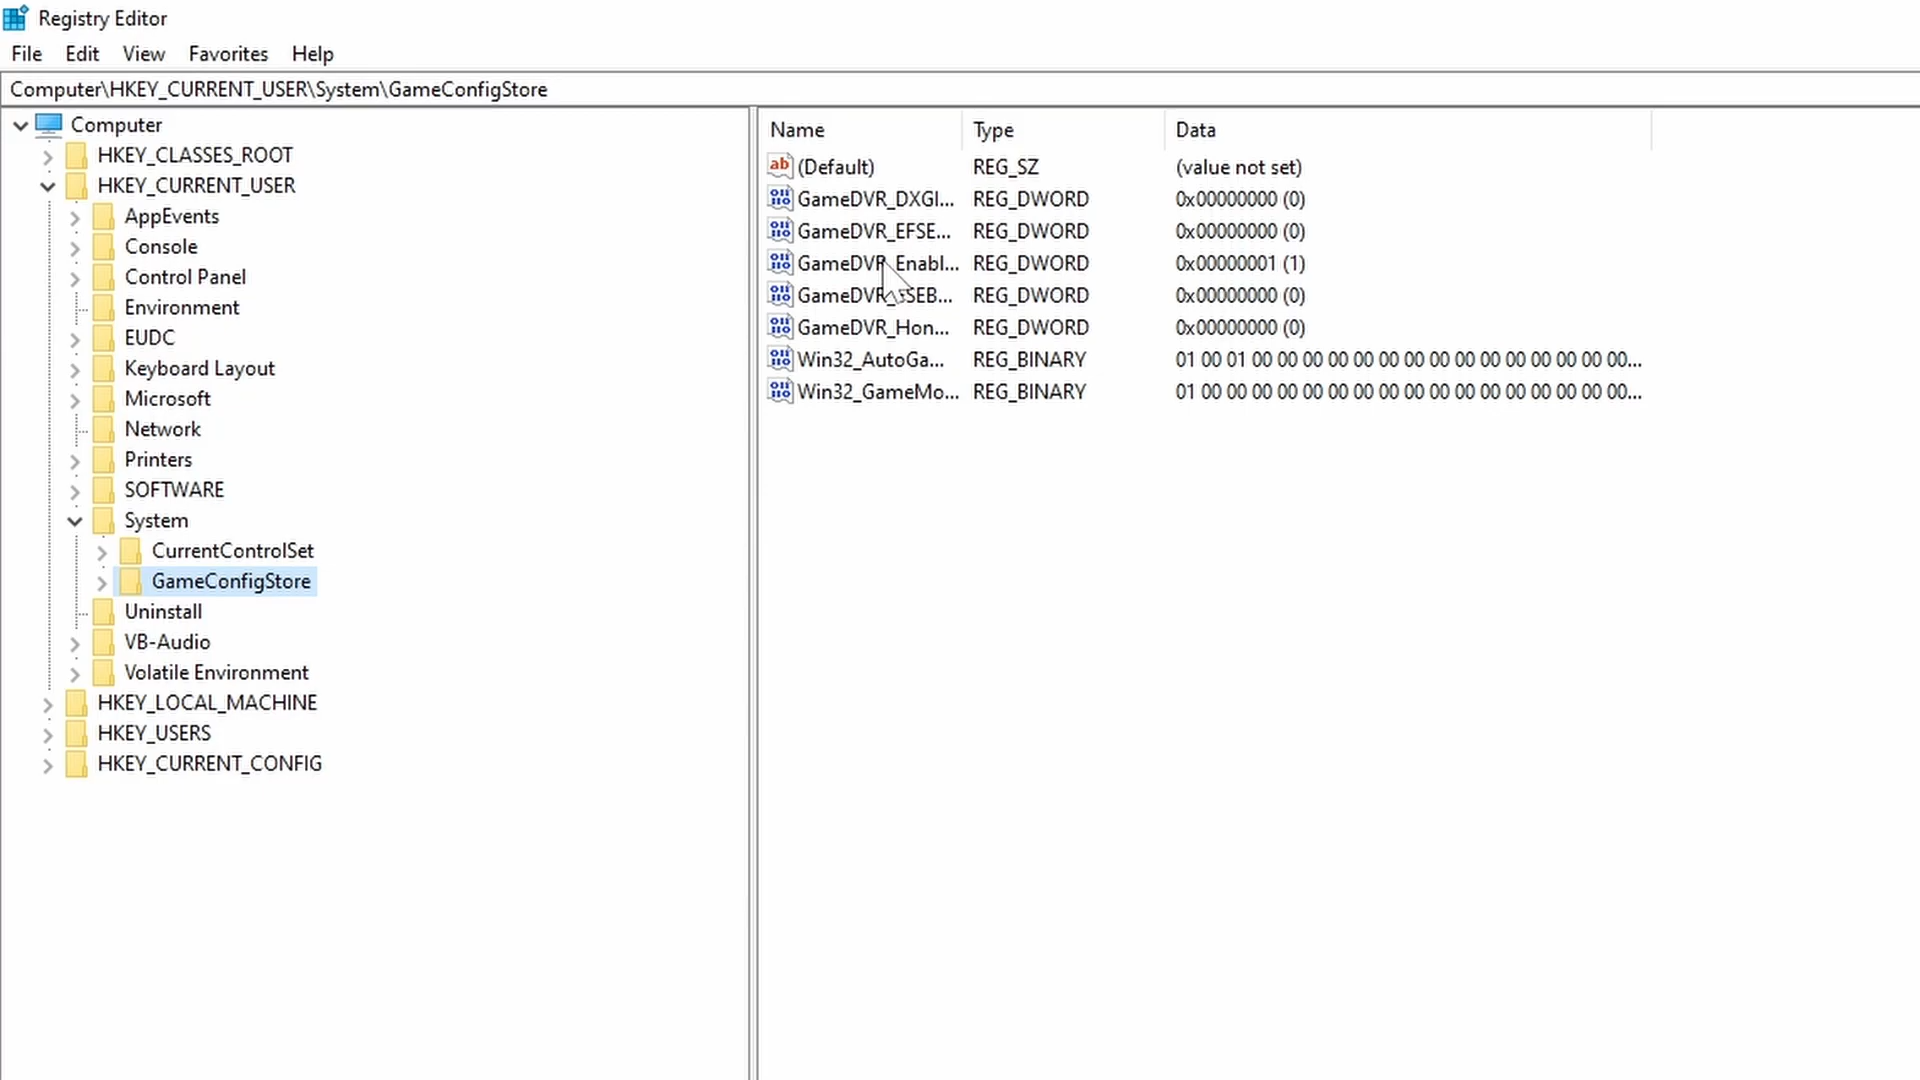 Registry Editor
File Edit View Favorites Help
Computer\HKEY_CURRENT_USER\System\GameConfigStore
Computer
HKEY_CLASSES_ROOT
HKEY_CURRENT_USER
AppEvents
Console
Control Panel
Environment
EUDC
Keyboard Layout
Microsoft
Network
Printers
SOFTWARE
System
CurrentControlSet
GameConfigStore
Uninstall
VB-Audio
Volatile Environment
HKEY_LOCAL_MACHINE
HKEY_USERS
HKEY_CURRENT_CONFIG
Name Type Data
(Default) REG_SZ (value not set)
GameDVR_DXGI... REG_DWORD 0x00000000 (0)
GameDVR_EFSE... REG_DWORD 0x00000000 (0)
GameDVR_Enabl... REG_DWORD 0x00000001 (1)
REG_DWORD 0x00000000 (0)
GameDVR_Hon... REG_DWORD 0x00000000 (0)
Win32_AutoGa... REG_BINARY 01 00 01 00 00 00 00 00 00 00 00 00 00 00 00 00 00 00...
Win32_GameMo... REG_BINARY 01 00 00 00 00 00 00 00 00 00 00 00 00 00 00 00 00 00...